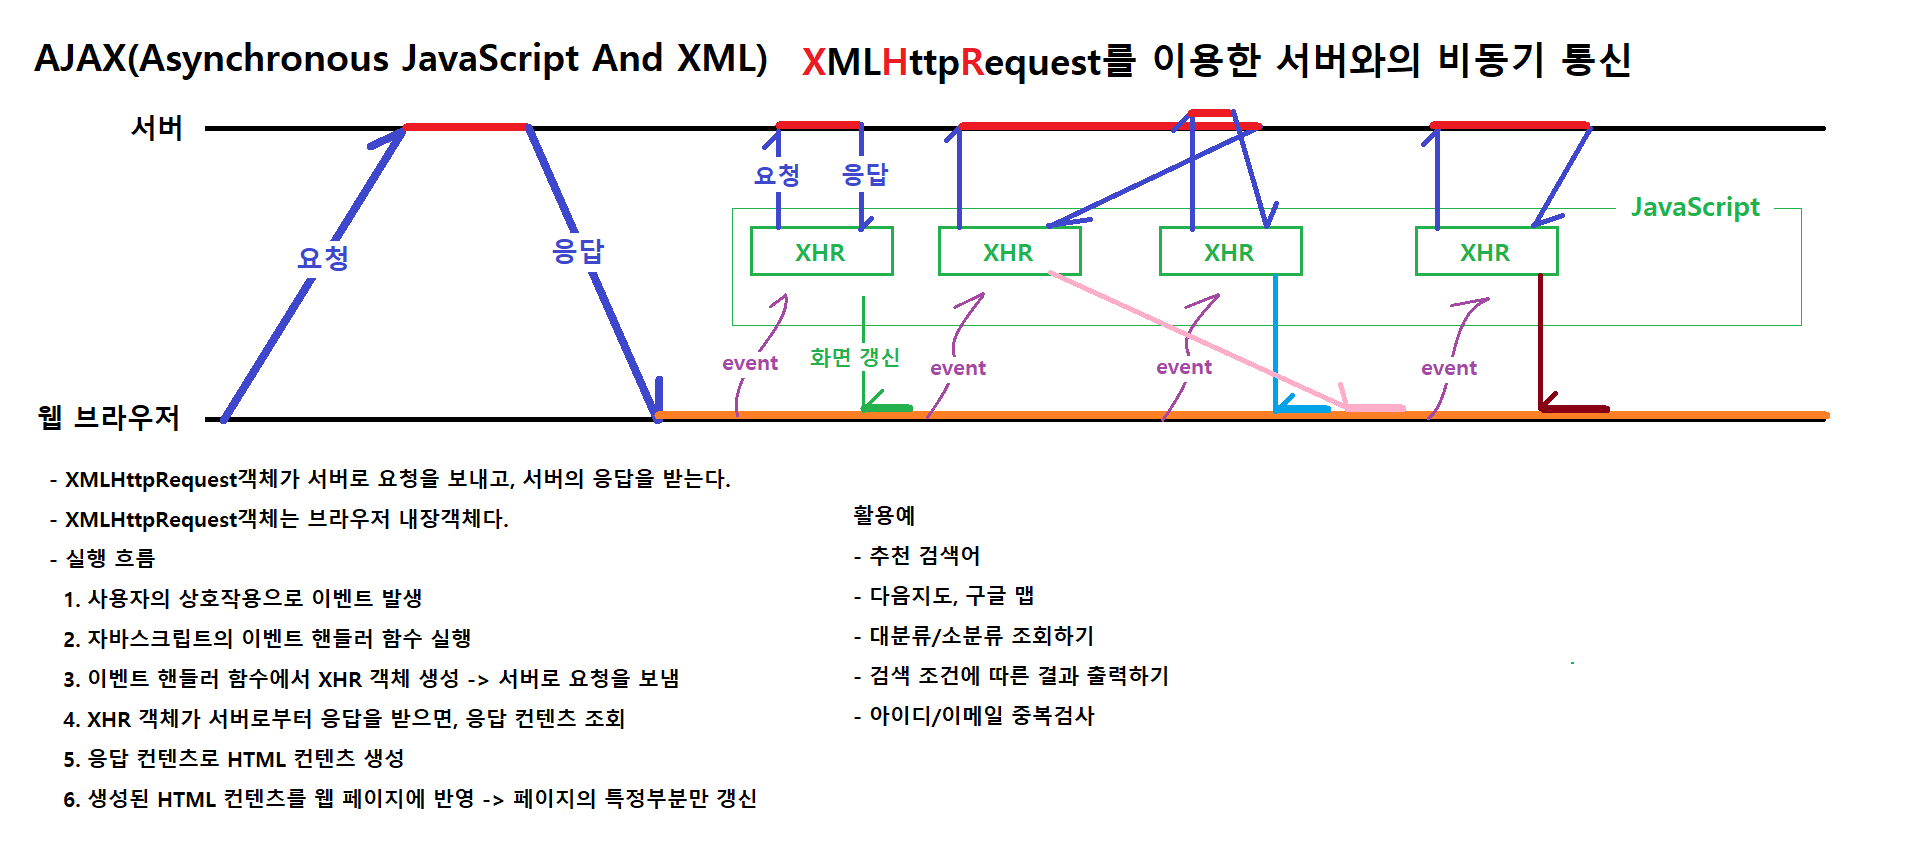 AJAX(Asynchronous JavaScript And XML) XMLHttpRequest를 이용한 서버와의 비동기 통신
서버
요청
응답
요청
응답
JavaScript
XHR
XHR
XHR
XHR
event
화면 갱신
event
event
event
웹 브라우저
- XMLHttpRequest객체가 서버로 요청을 보내고, 서버의 응답을 받는다.
- XMLHttpRequest객체는 브라우저 내장객체다.
- 실행 흐름
1. 사용자의 상호작용으로 이벤트 발생
2. 자바스크립트의 이벤트 핸들러 함수 실행
3. 이벤트 핸들러 함수에서 XHR 객체 생성 -> 서버로 요청을 보냄
4. XHR 객체가 서버로부터 응답을 받으면, 응답 컨텐츠 조회
5. 응답 컨텐츠로 HTML 컨텐츠 생성
6. 생성된 HTML 컨텐츠를 웹 페이지에 반영 -> 페이지의 특정부분만 갱신
활용예
- 추천 검색어
- 다음지도, 구글 맵
- 대분류/소분류 조회하기
- 검색 조건에 따른 결과 출력하기
- 아이디/이메일 중복검사